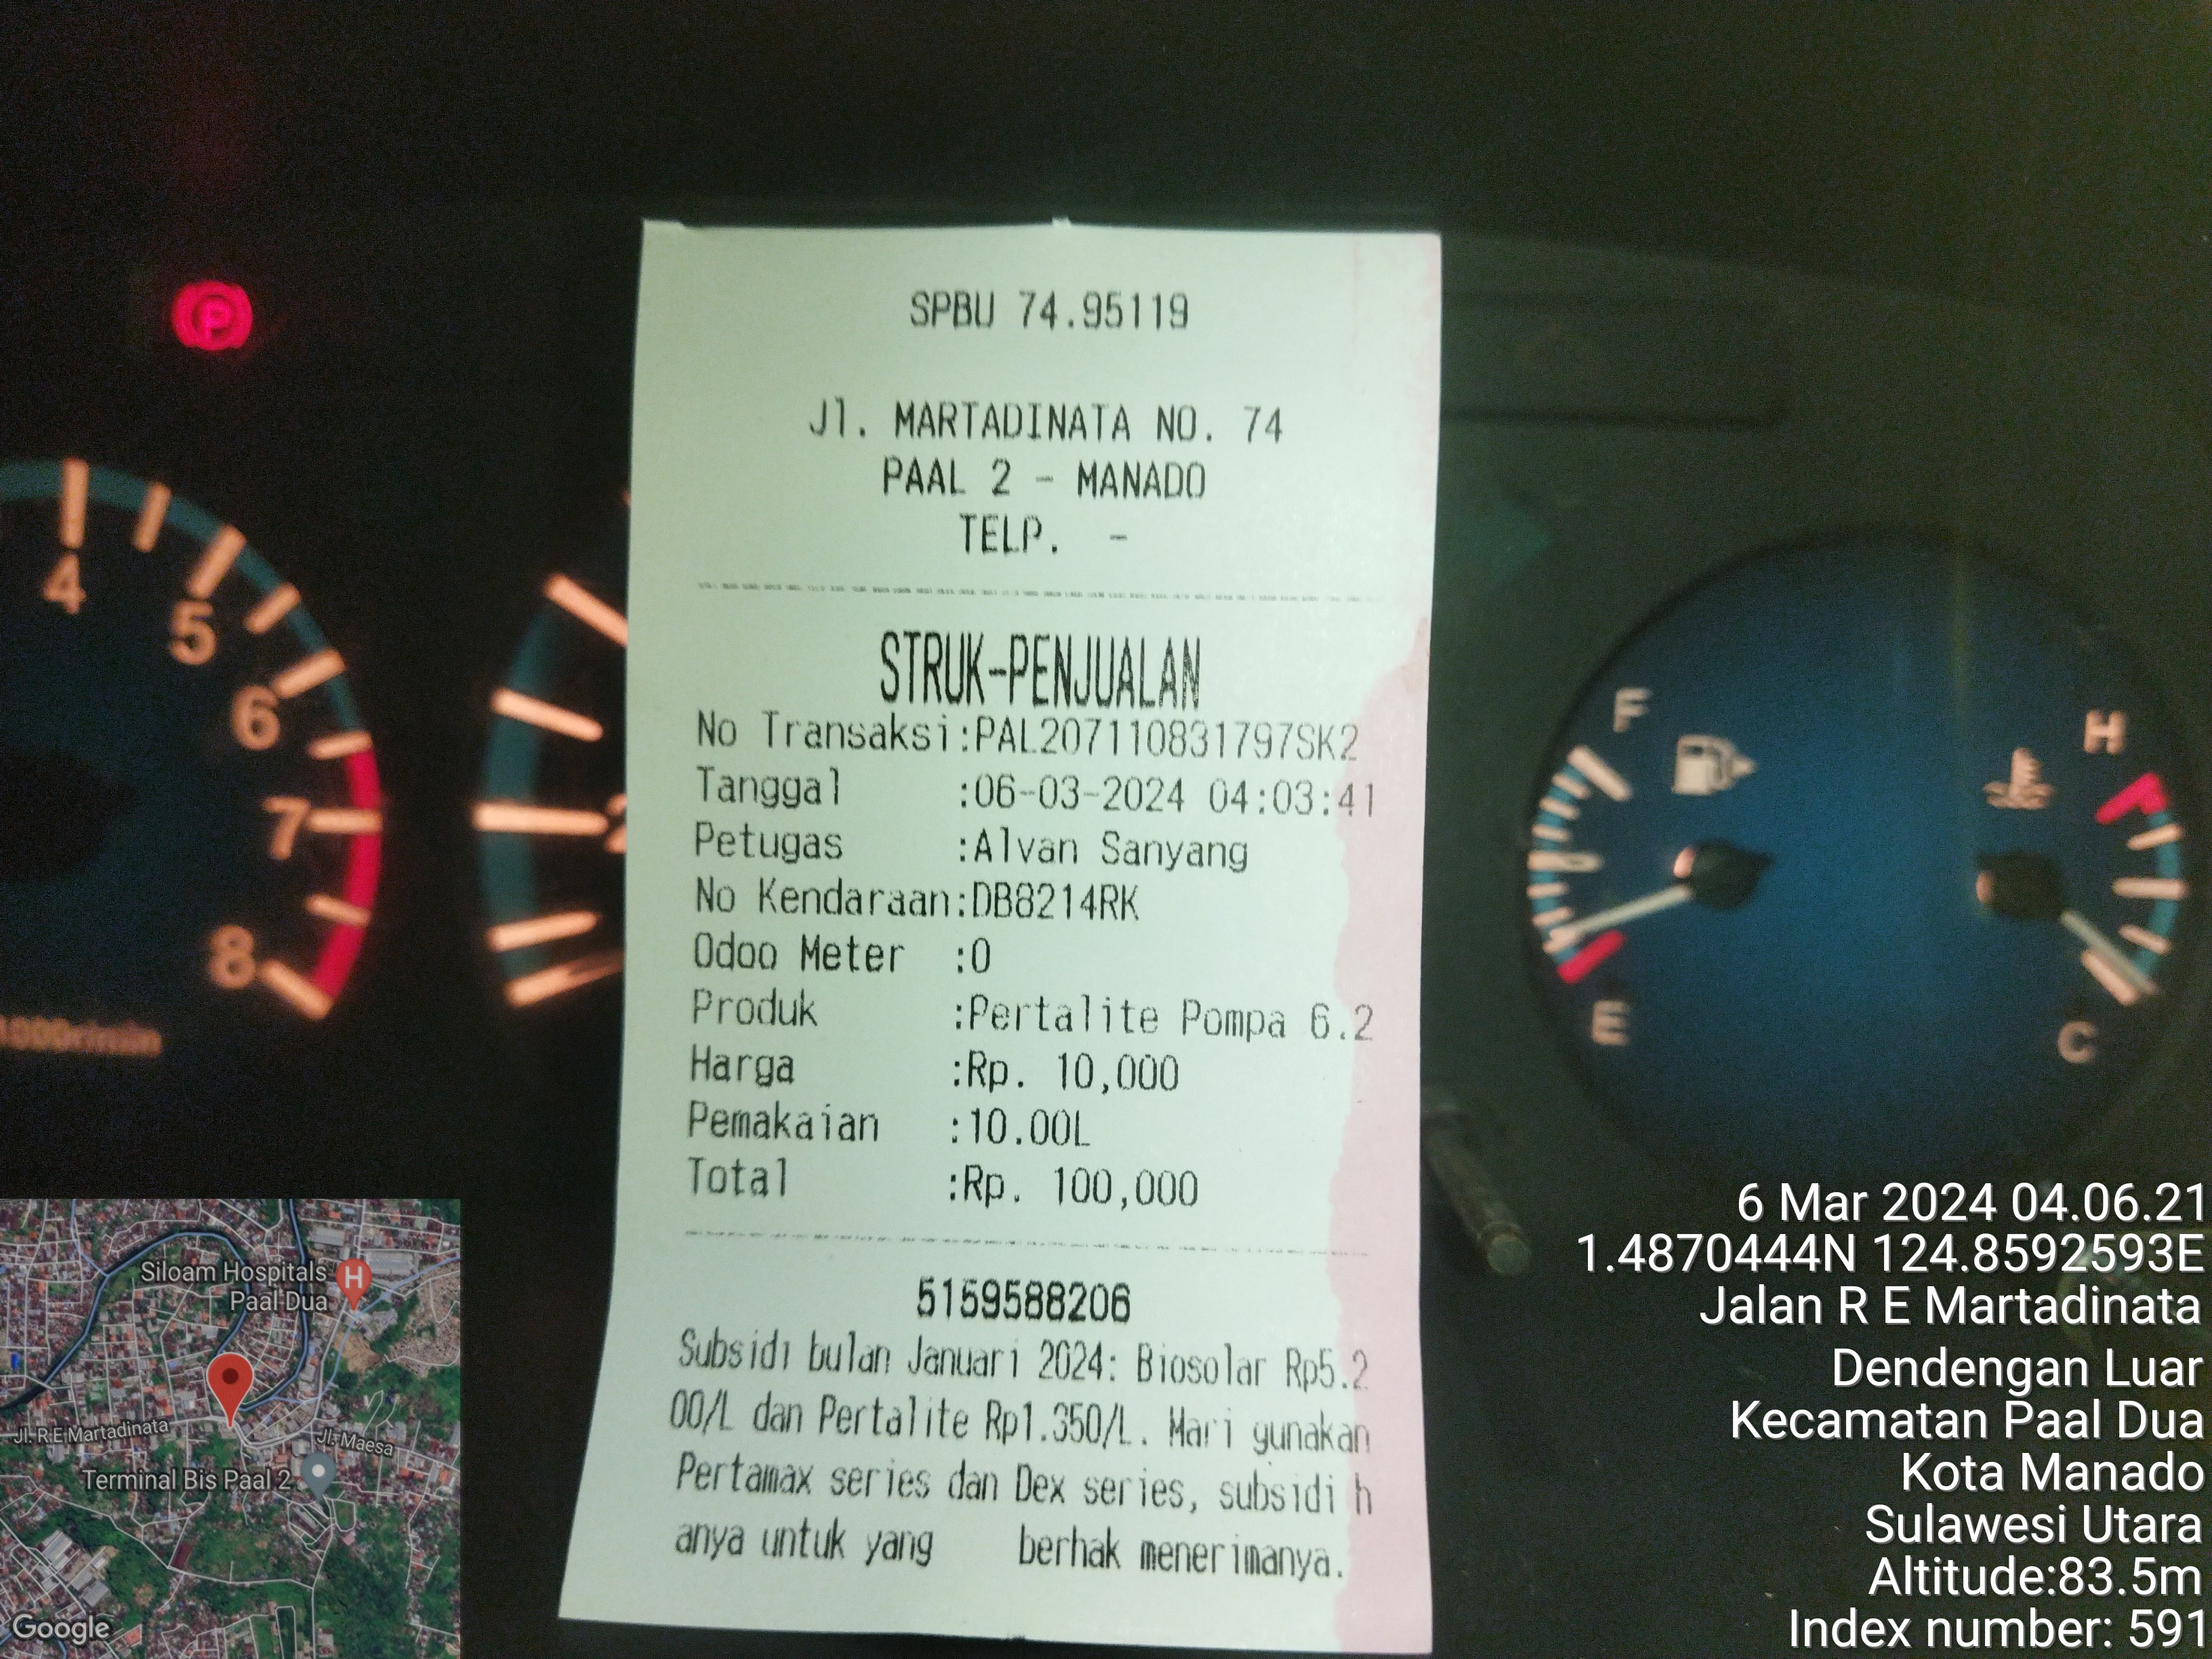 SPBU 74.95119
Jl. MARTADINATA NO. 74
PAAL 2 - MANADO
TELP. -
STRUK-PENJUALAN
No Transaksi:PAL207110831797SK2
Tanggal :06-03-2024 04:03:41
Petugas :Alvan Sanyang
No Kendaraan:DB8214RK
Odoo Meter :0
Produk :Pertalite Pompa 6.2
Harga :Rp. 10,000
Pemakaian :10.00L
Total :Rp. 100,000
5159588206
Subsidi bulan Januari 2024: Biosolar Rp5.2
00/L dan Pertalite Rp1.350/L. Mari gunakan
Pertamax series dan Dex series, subsidi h
anya untuk yang berhak menerimanya.
P
4
5
6
7
8
F
E
H
C
Siloam Hospitals
Paal Dua
Jl. R.E Martadinata
Jl. Maesa
Terminal Bis Paal 2
Google
6 Mar 2024 04.06.21
1.4870444N 124.8592593E
Jalan R E Martadinata
Dendengan Luar
Kecamatan Paal Dua
Kota Manado
Sulawesi Utara
Altitude:83.5m
Index number: 591